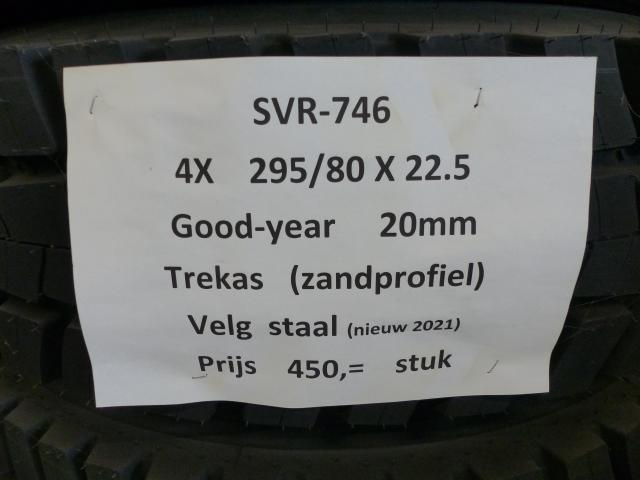 SVR-746
4X 295/80 X 22.5
Good-year 20mm
Trekas (zandprofiel)
Velg staal (nieuw 2021)
Prijs 450,= stuk